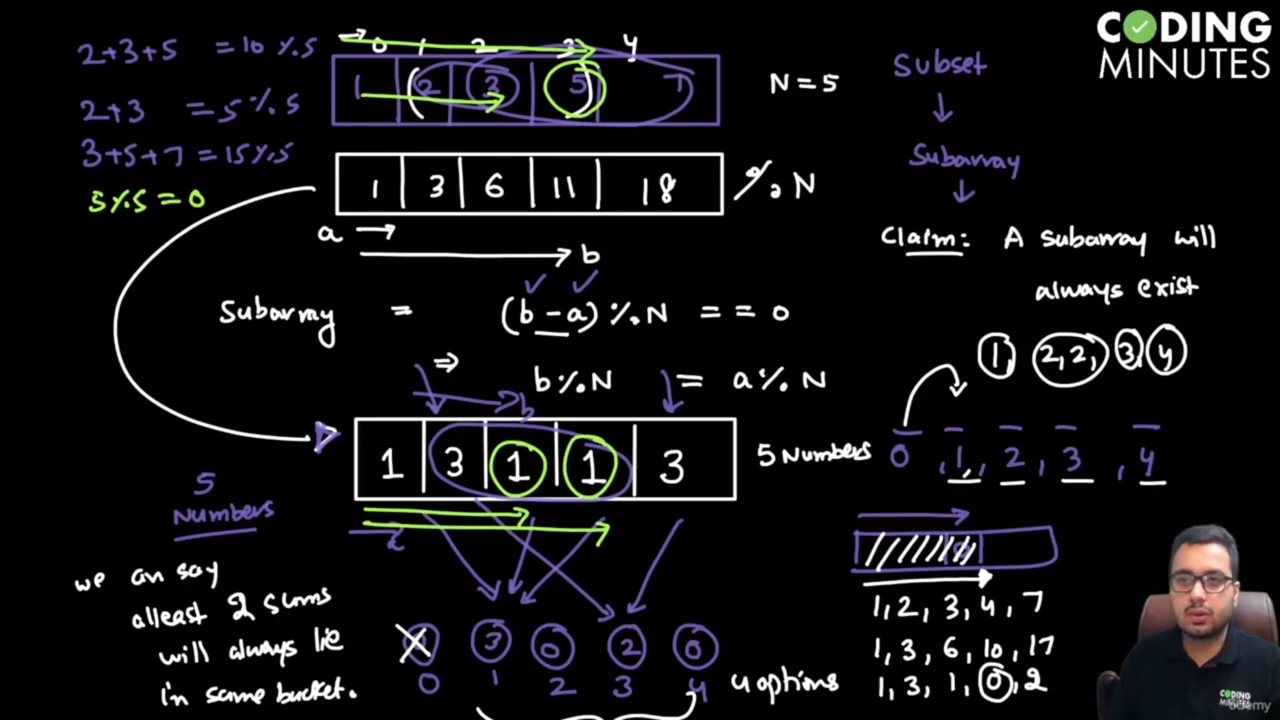 CODING
MINUTES
2+3+5 = 10 %5
2+3 = 5 % 5
3+5+7 = 15 %5
3%5 = 0
0 1 2 3 4
1 2 3 5 7
N = 5
1 3 6 11 18 % N
a
b
Subarray = (b - a) % N == 0
⇒ b % N = a % N
b
1 3 1 1 3
5 Numbers
a
5
Numbers
we an say
atleast 2 sums
will always lie
in same bucket.
0 3 0 2 0
0 1 2 3 4
4 options
Subset
Subarray
Claim: A subarray will
always exist
1, 2, 2, 3, 4
0, 1, 2, 3, 4
1, 2, 3, 4, 7
1, 3, 6, 10, 17
1, 3, 1, 0, 2
CODING
MINUTES
Udemy